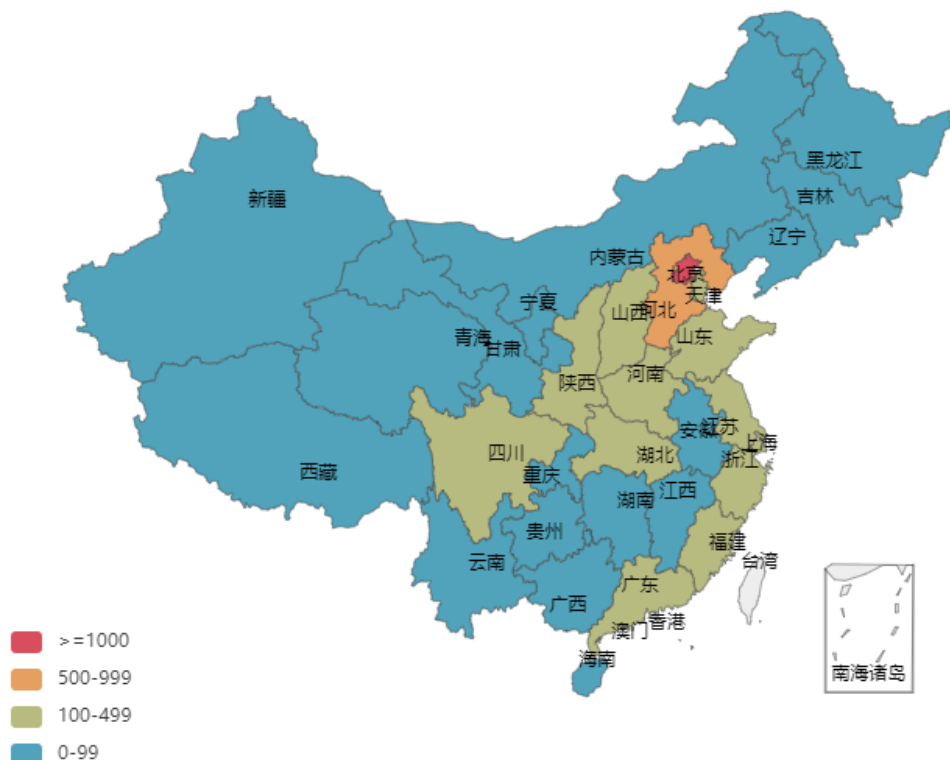 黑龙江
吉林
新疆
辽宁
内蒙古
北京
天津
宁夏
山西
河北
青海
甘肃
山东
陕西
河南
安徽
江苏
上海
四川
湖北
浙江
西藏
重庆
湖南
江西
贵州
福建
云南
台湾
广东
广西
香港
澳门
海南
南海诸岛
>=1000
500-999
100-499
0-99